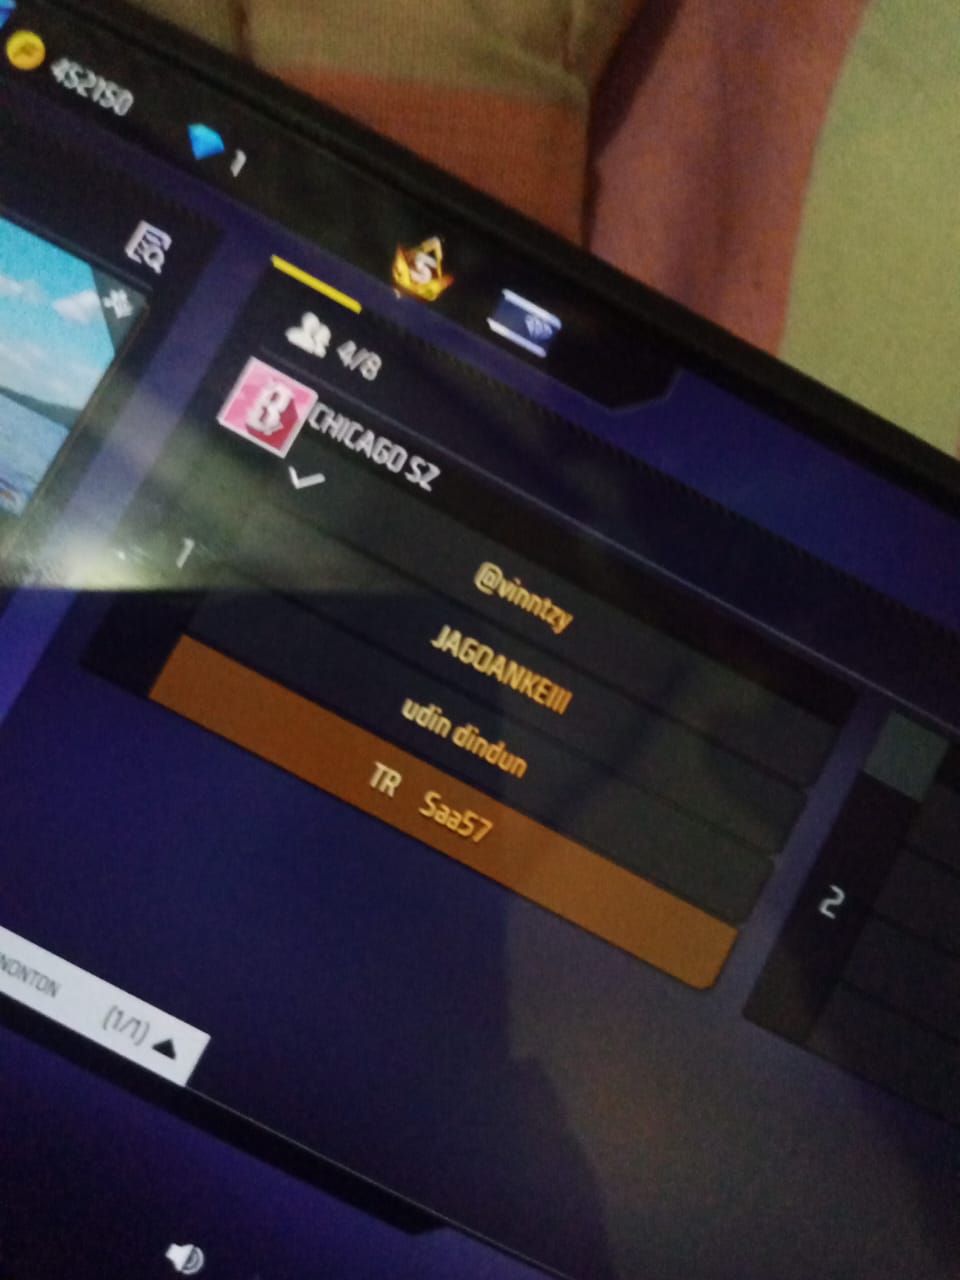 452150
1
S
4/8
CHICAGO SZ
1
@vinntzy
JAGOANKEIII
udin dindun
TR Saa57
2
NONTON (1/1)